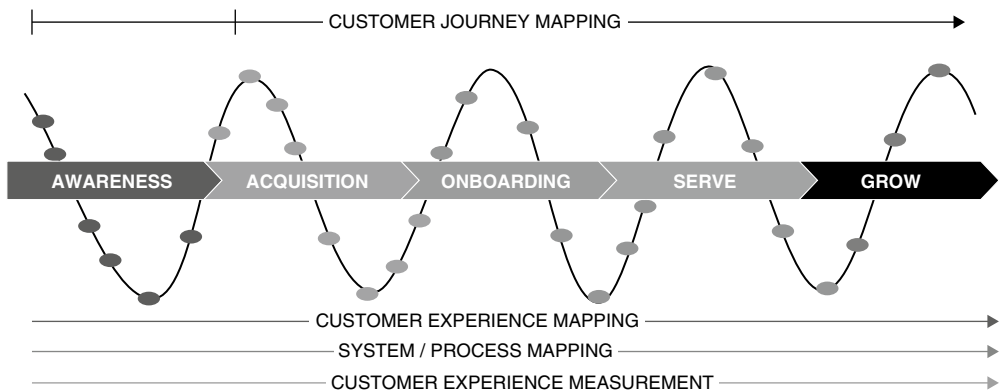 CUSTOMER JOURNEY MAPPING
AWARENESS
ACQUISITION
ONBOARDING
SERVE
GROW
CUSTOMER EXPERIENCE MAPPING
SYSTEM / PROCESS MAPPING
CUSTOMER EXPERIENCE MEASUREMENT